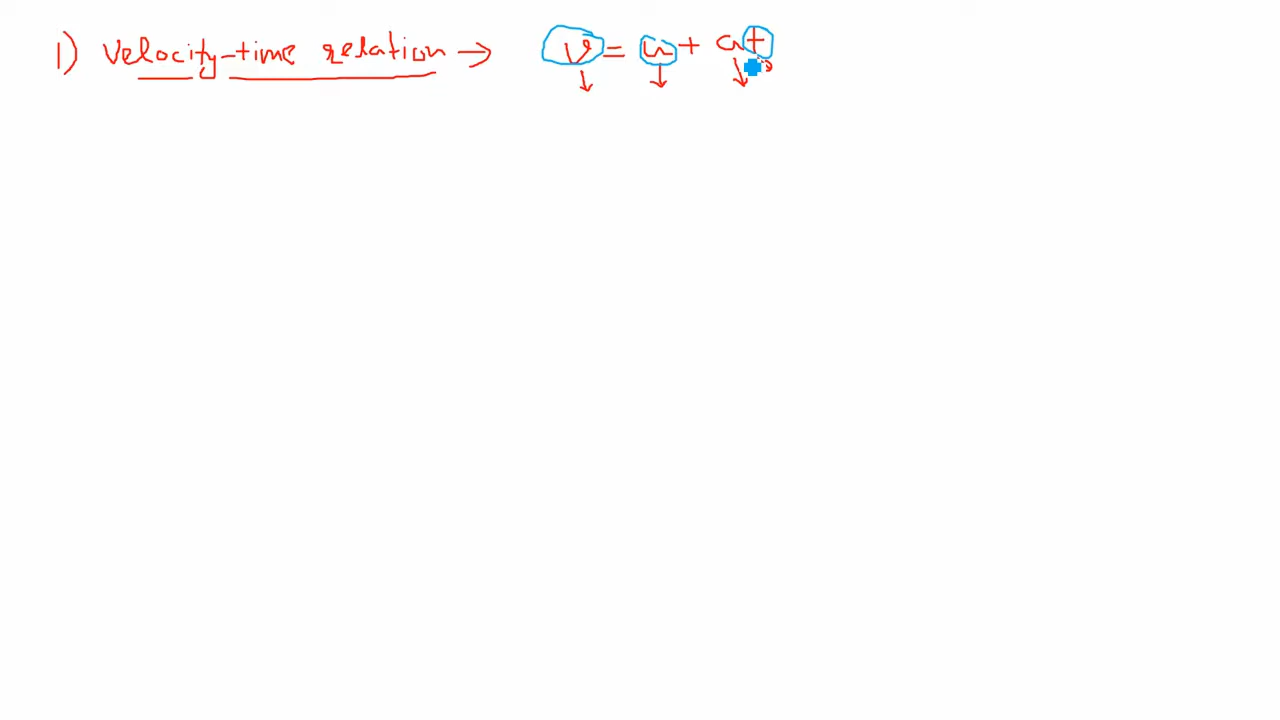 1) Velocity-time relation → v = u + at